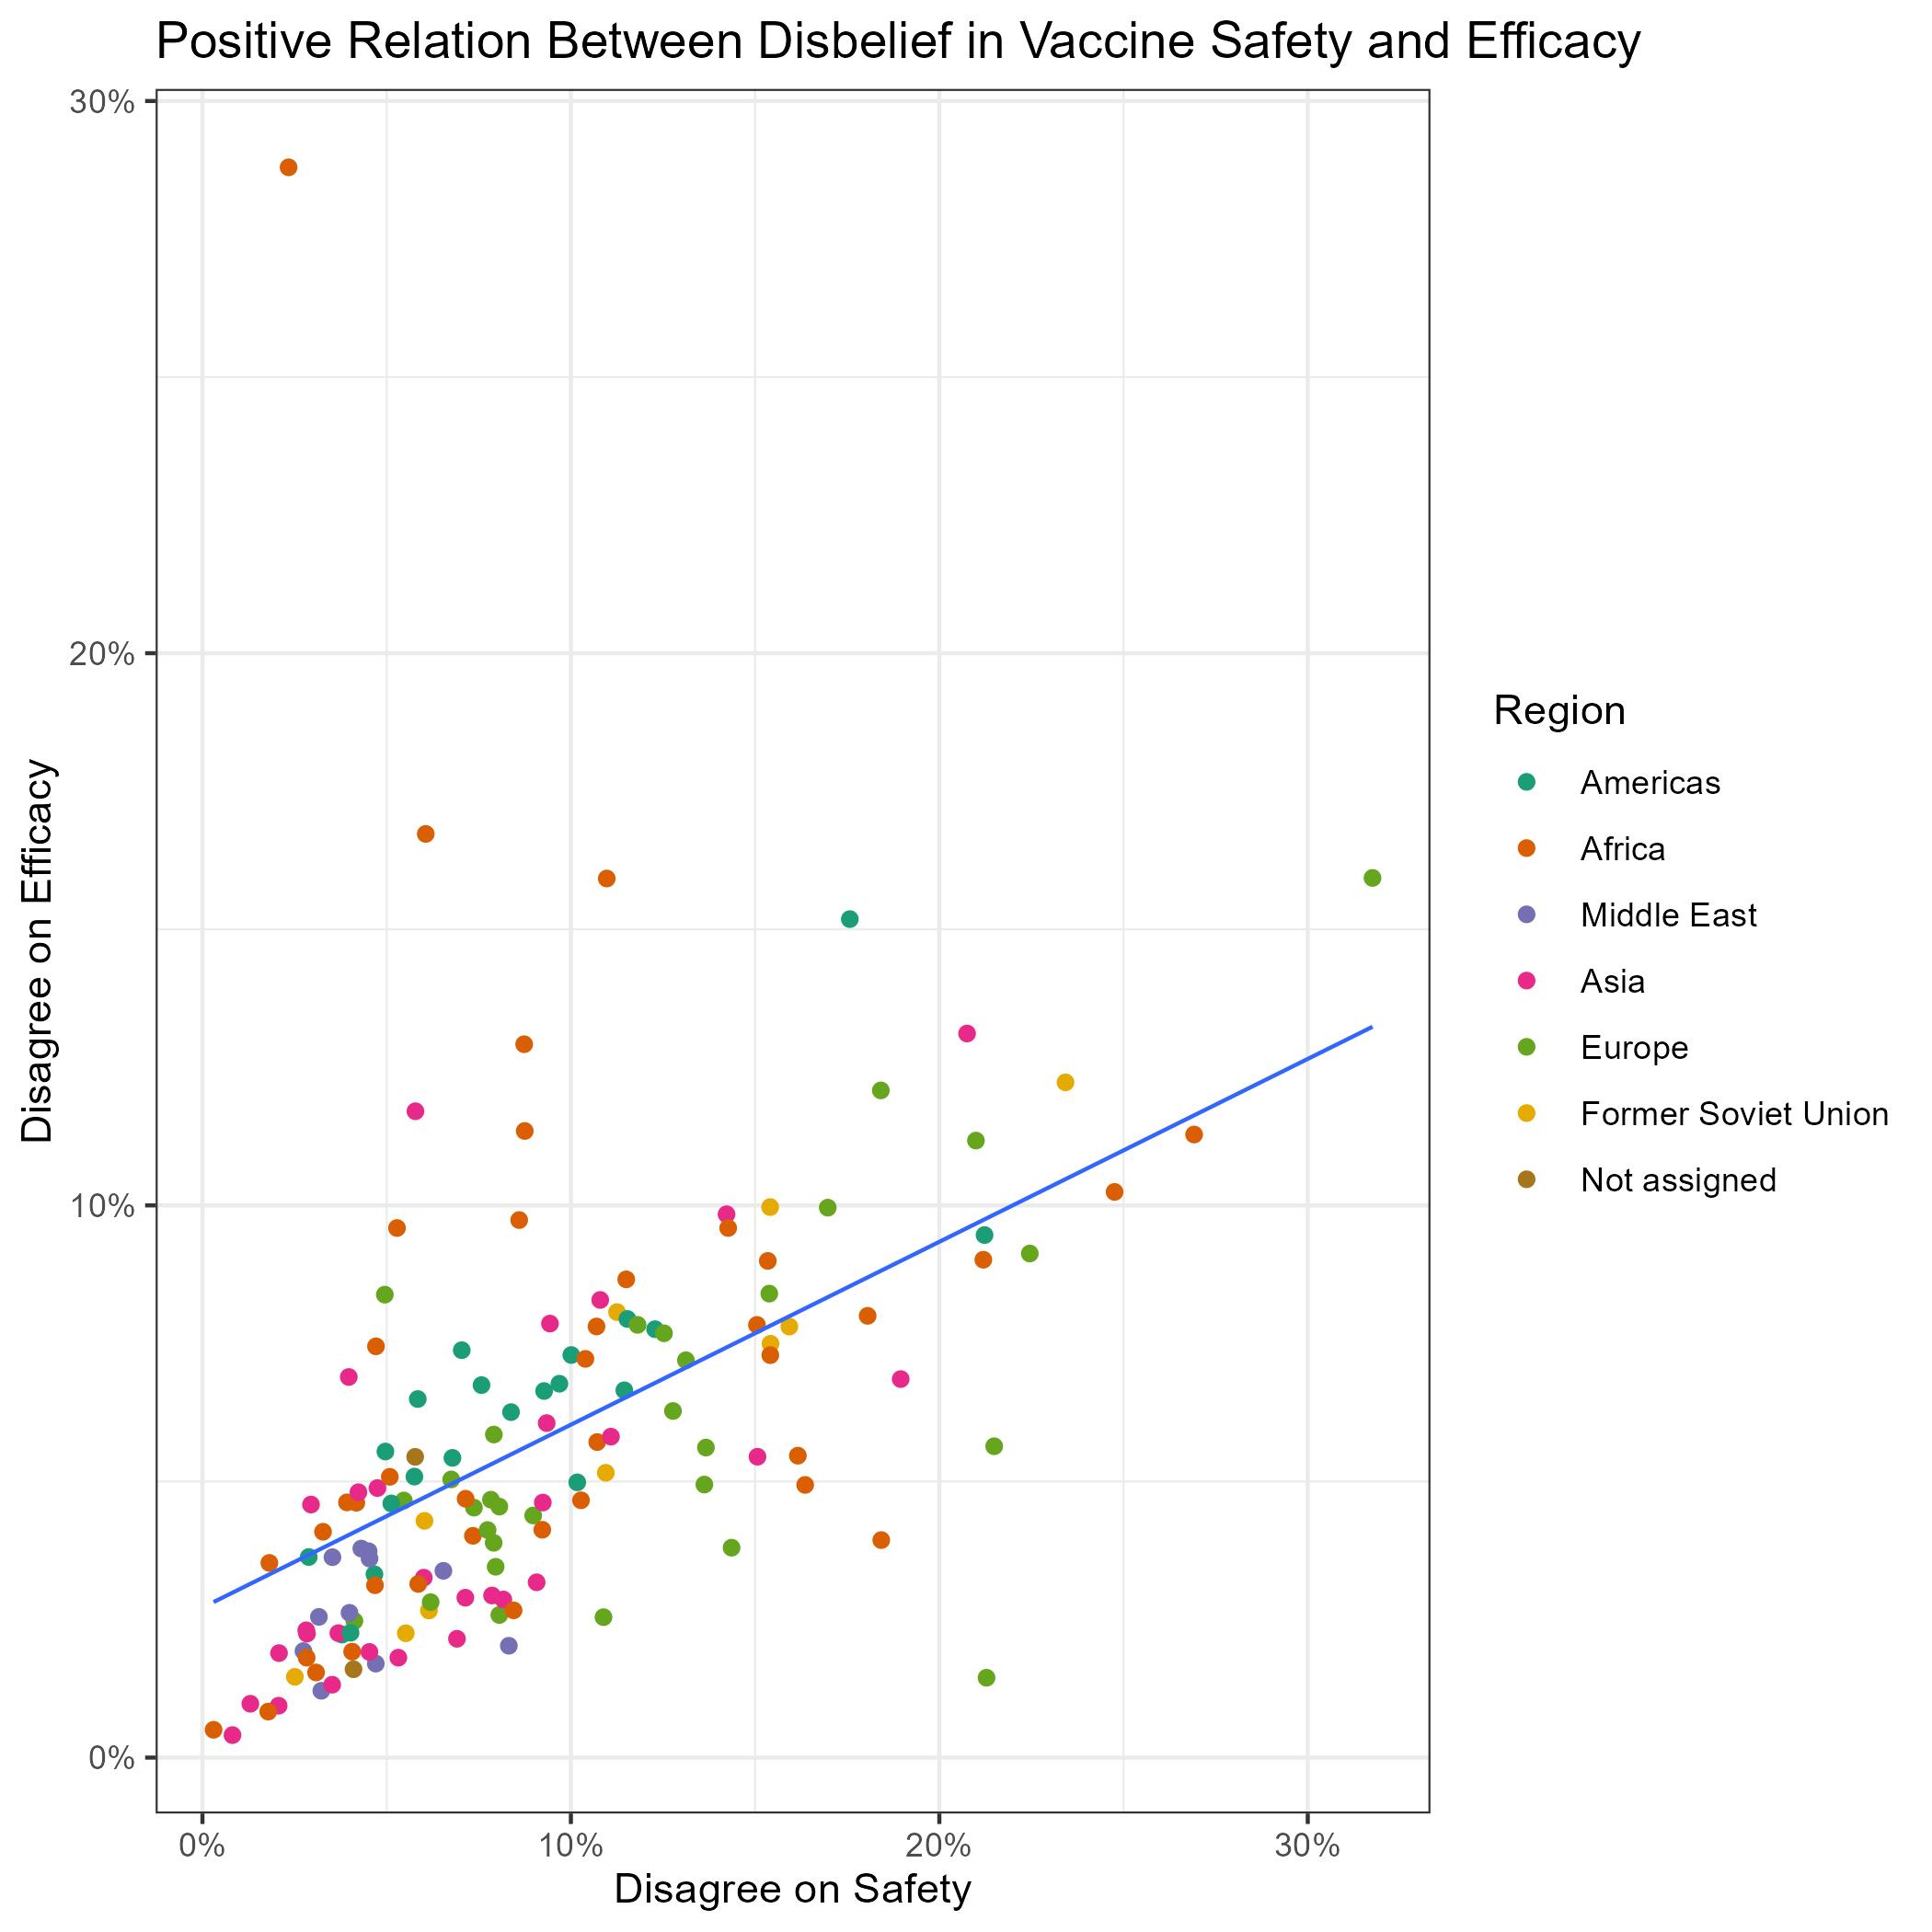 Positive Relation Between Disbelief in Vaccine Safety and Efficacy
30%
20%
10%
0%
Disagree on Efficacy
0% 10% 20% 30%
Disagree on Safety
Region
Americas
Africa
Middle East
Asia
Europe
Former Soviet Union
Not assigned